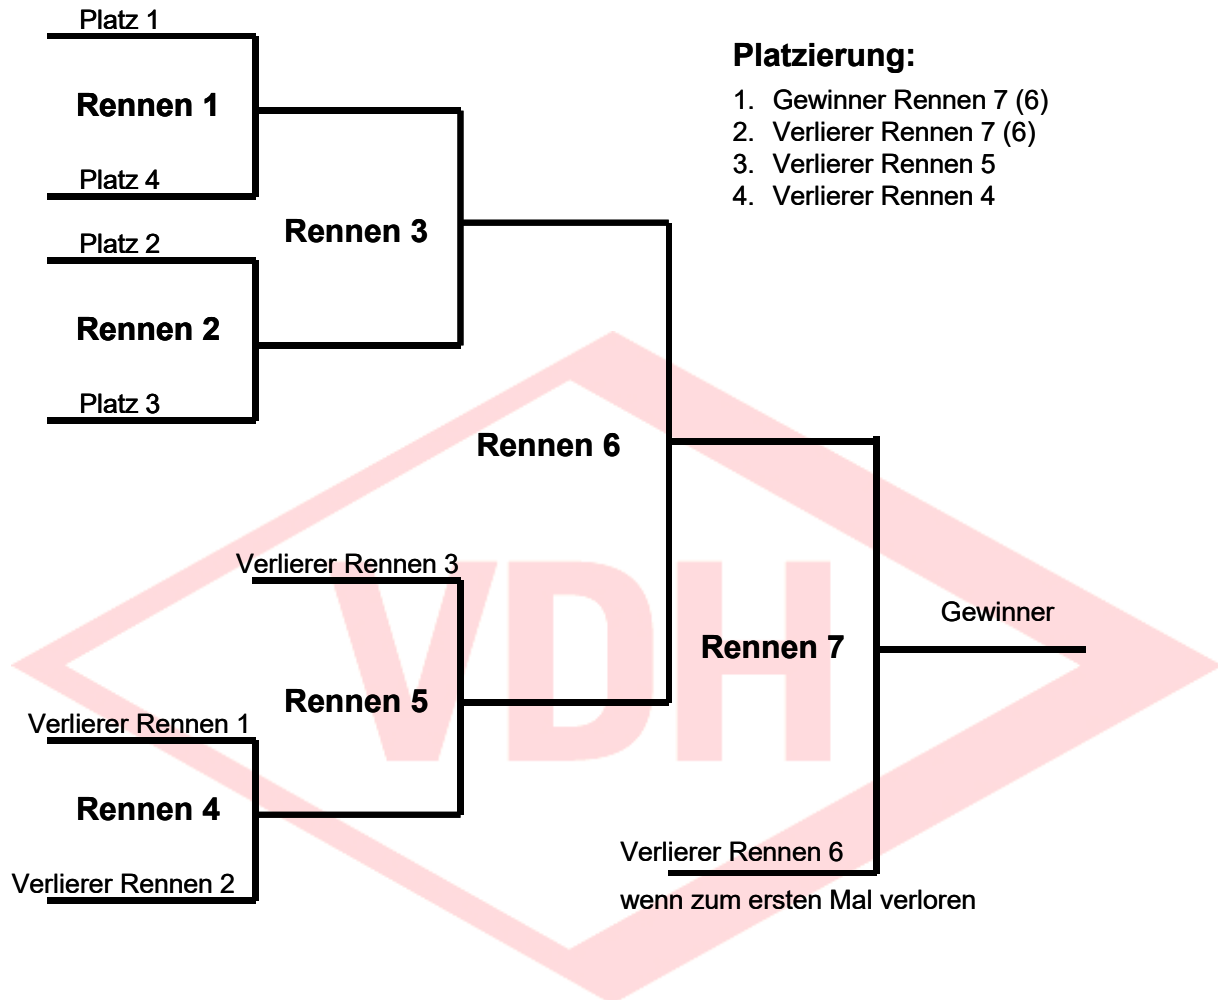 Platz 1
Rennen 1
Platz 4
Platz 2
Rennen 2
Platz 3
Rennen 3
Platzierung:
1. Gewinner Rennen 7 (6)
2. Verlierer Rennen 7 (6)
3. Verlierer Rennen 5
4. Verlierer Rennen 4
Rennen 6
Verlierer Rennen 3
Rennen 5
Verlierer Rennen 1
Rennen 4
Verlierer Rennen 2
Rennen 7
Gewinner
Verlierer Rennen 6
wenn zum ersten Mal verloren
VDH